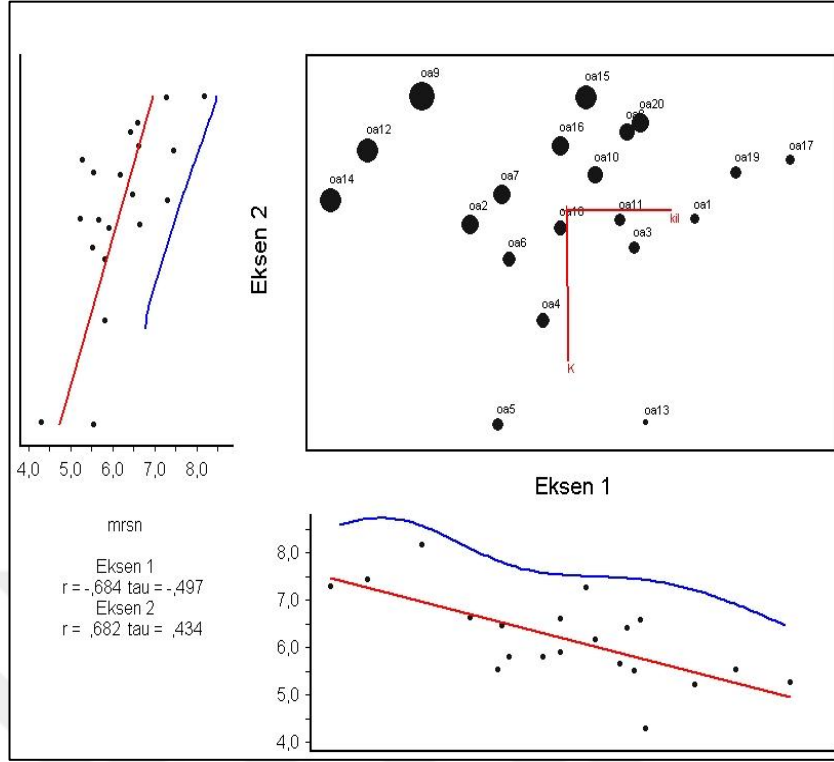 oa9
oa15
oa20
oa12
oa16
oa17
oa10
oa19
oa14
oa7
oa2
oa11
oa1
kil
oa6
oa3
oa4
K
oa5
oa13
Eksen 2
4,0 5,0 6,0 7,0 8,0
Eksen 1
mrsn
Eksen 1
r = -,684 tau = -,497
Eksen 2
r = ,682 tau = ,434
8,0
7,0
6,0
5,0
4,0